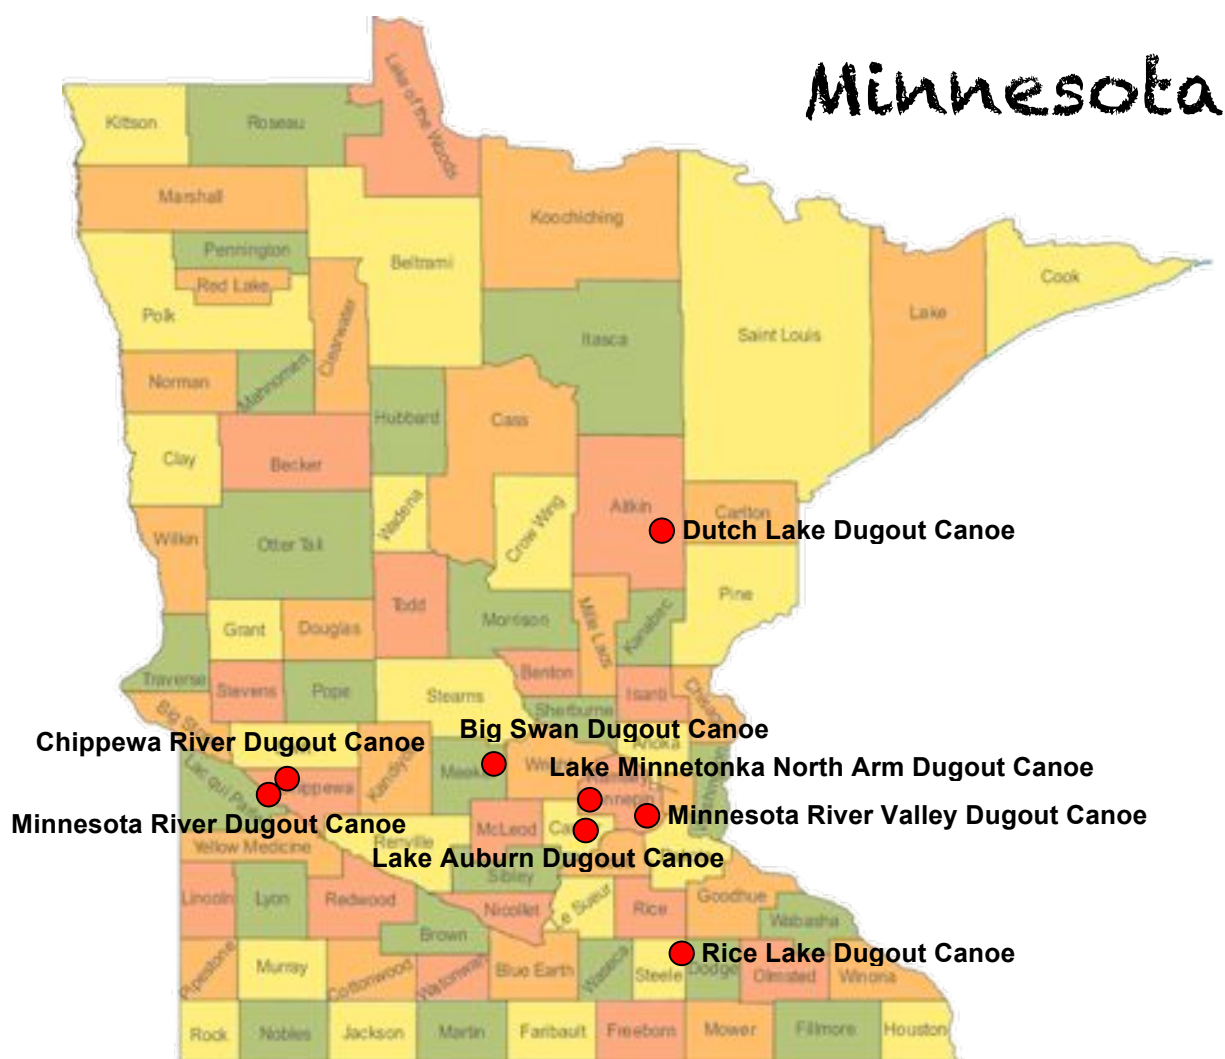 Minnesota
Lake of the Woods
Kittson
Roseau
Marshall
Koochiching
Pennington
Beltrami
Red Lake
Cook
Polk
Clearwater
Lake
Itasca
Saint Louis
Norman
Mahnomen
Hubbard
Cass
Clay
Becker
Wadena
Crow Wing
Aitkin
Carlton
Wilkin
Otter Tail
Dutch Lake Dugout Canoe
Todd
Pine
Grant
Douglas
Morrison
Mille Lacs
Kanabec
Traverse
Stevens
Pope
Stearns
Benton
Isanti
Sherburne
Big Swan Dugout Canoe
Chippewa River Dugout Canoe
Anoka
Lake Minnetonka North Arm Dugout Canoe
Minnesota River Valley Dugout Canoe
Minnesota River Dugout Canoe
McLeod
Renville
Yellow Medicine
Lake Auburn Dugout Canoe
Sibley
Lincoln
Lyon
Redwood
Nicollet
Le Sueur
Rice
Goodhue
Wabasha
Brown
Rice Lake Dugout Canoe
Pipestone
Murray
Cottonwood
Watonwan
Blue Earth
Waseca
Steele
Dodge
Olmsted
Winona
Rock
Nobles
Jackson
Martin
Faribault
Freeborn
Mower
Fillmore
Houston